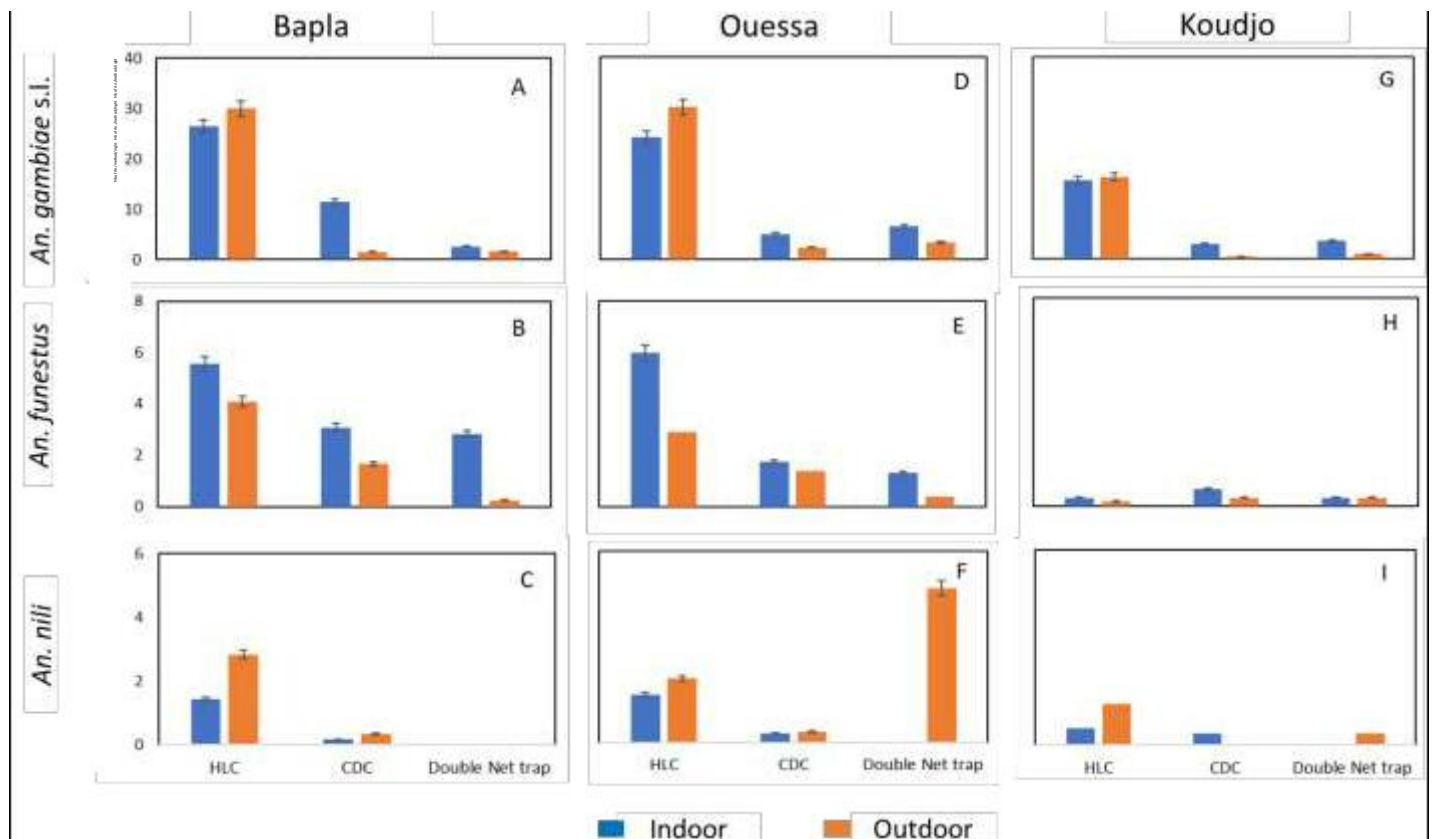 Bapla Ouessa Koudjo
An. gambiae s.l.
40
30
20
10
0
A
D
G
An. funestus
8
6
4
2
0
B
E
H
An. nili
6
4
2
0
C
F
I
HLC CDC Double Net trap
HLC CDC Double Net trap
HLC CDC Double Net trap
Indoor Outdoor